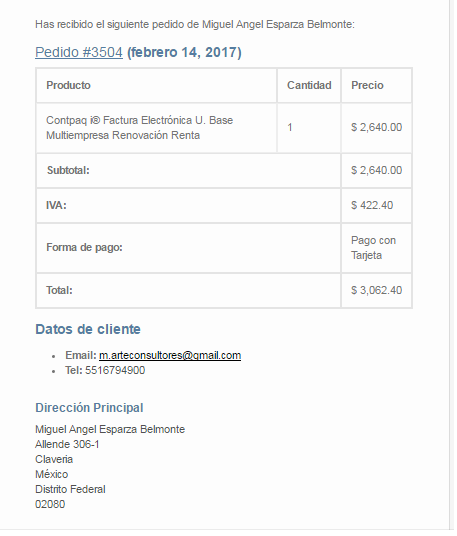 Has recibido el siguiente pedido de Miguel Angel Esparza Belmonte:
Pedido #3504 (febrero 14, 2017)
Producto Cantidad Precio
Contpaq i® Factura Electrónica U. Base
Multiempresa Renovación Renta
1 $ 2,640.00
Subtotal: $ 2,640.00
IVA: $ 422.40
Forma de pago: Pago con
Tarjeta
Total: $ 3,062.40
Datos de cliente
• Email: m.arteconsultores@gmail.com
• Tel: 5516794900
Dirección Principal
Miguel Angel Esparza Belmonte
Allende 306-1
Claveria
México
Distrito Federal
02080